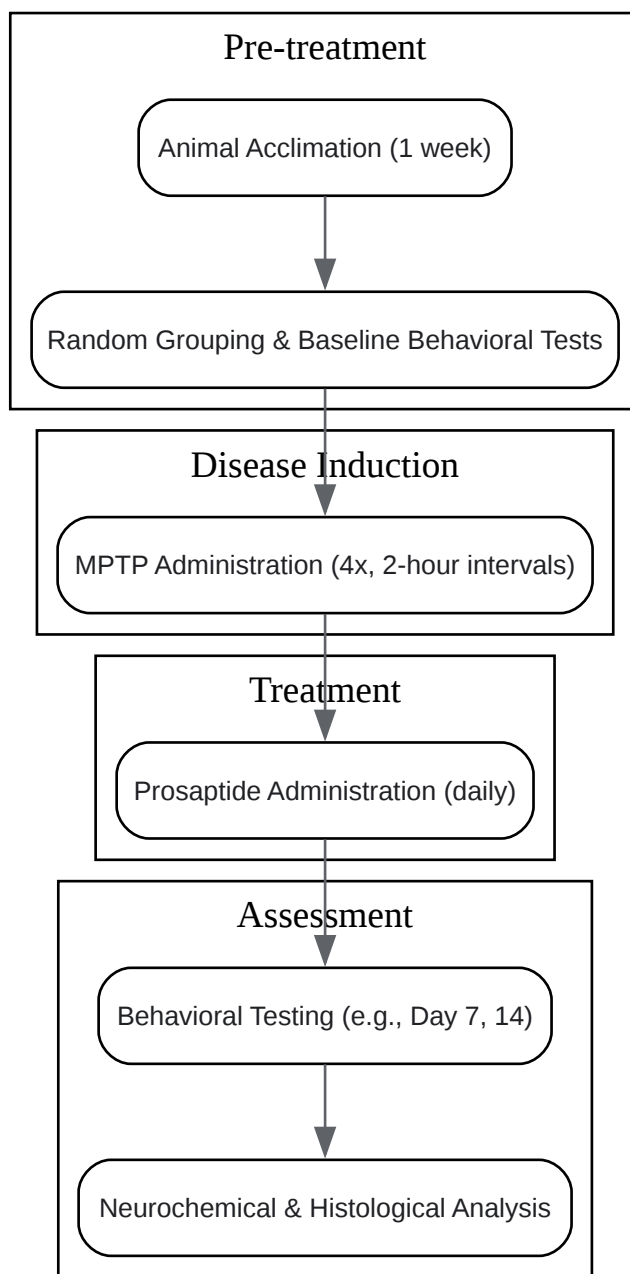 Pre-treatment
Animal Acclimation (1 week)
Random Grouping & Baseline Behavioral Tests
Disease Induction
MPTP Administration (4x, 2-hour intervals)
Treatment
Prosaptide Administration (daily)
Assessment
Behavioral Testing (e.g., Day 7, 14)
Neurochemical & Histological Analysis